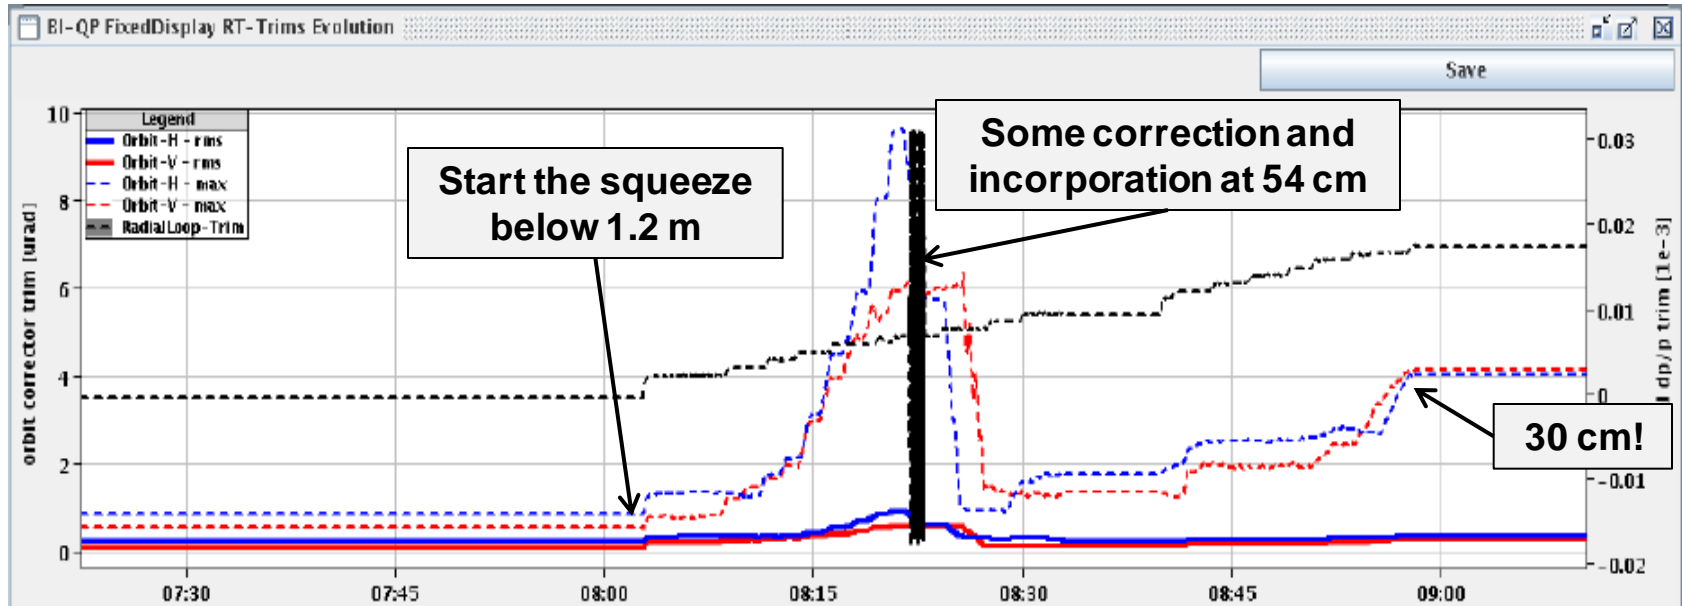 BI-QP FixedDisplay RT-Trims Evolution
Save
Legend
Orbit-H - rms
Orbit-V - rms
Orbit-H - max
Orbit-V - max
RadialLoop-Trim
Start the squeeze
below 1.2 m
Some correction and
incorporation at 54 cm
30 cm!
orbit corrector trim [urad]
10
8
6
4
2
0
0.03
0.02
0.01
0
-0.01
-0.02
dp/p trim [1e-3]
07:30 07:45 08:00 08:15 08:30 08:45 09:00